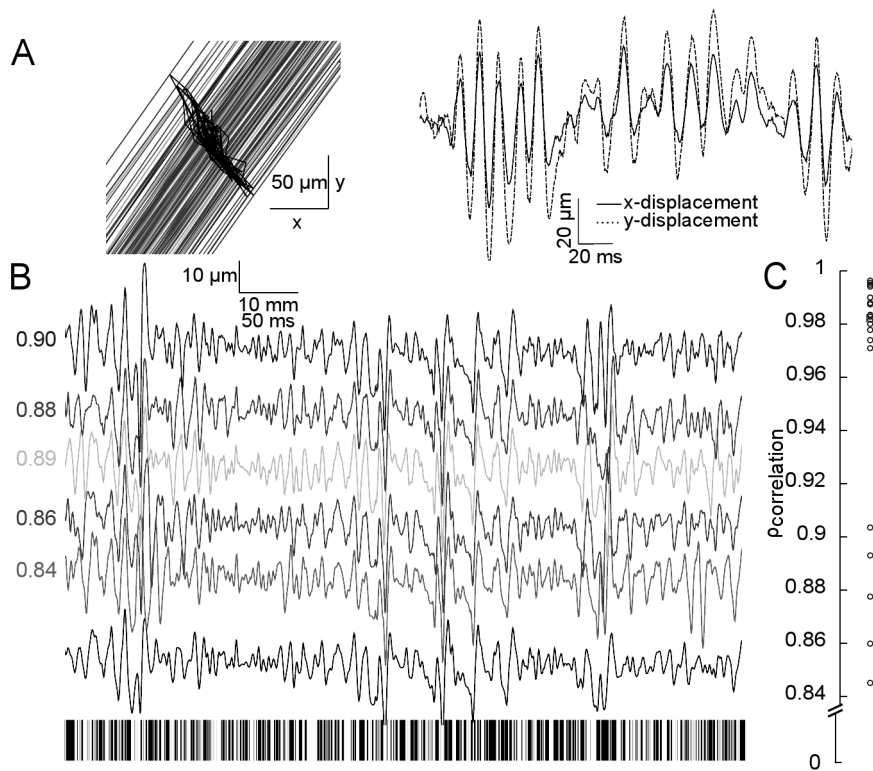 A
50 µm y
x
x-displacement
y-displacement
20 µm
20 ms
B
10 µm
10 mm
50 ms
0.90
0.88
0.89
0.86
0.84
C
1
0.98
0.96
0.94
0.92
0.9
0.88
0.86
0.84
0
ρcorrelation